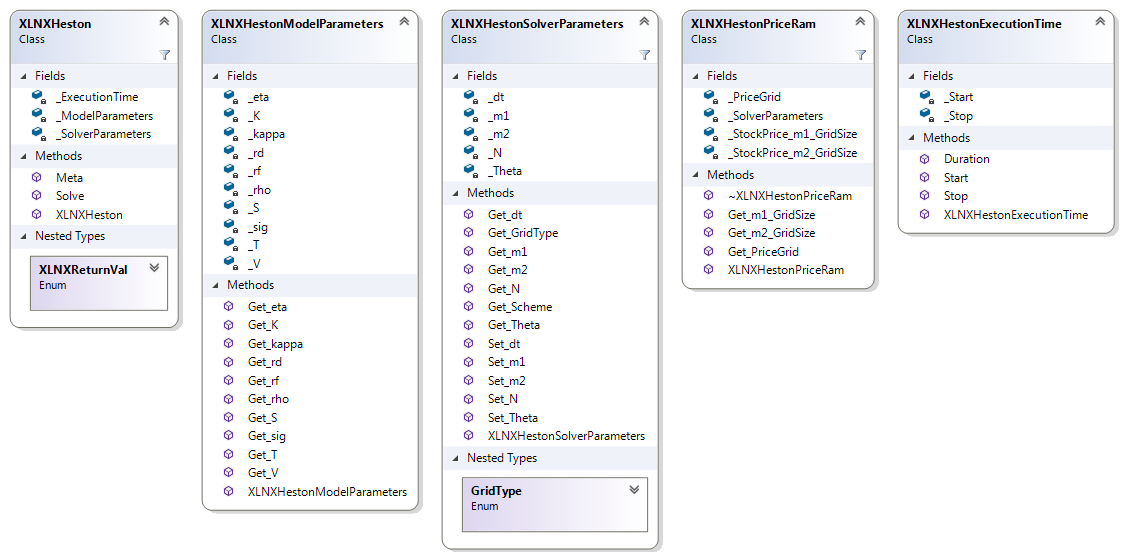 XLNXHeston
Class
Fields
_ExecutionTime
_ModelParameters
_SolverParameters
Methods
Meta
Solve
XLNXHeston
Nested Types
XLNXReturnVal
Enum
XLNXHestonModelParameters
Class
Fields
_eta
_K
_kappa
_rd
_rf
_rho
_S
_sig
_T
_V
Methods
Get_eta
Get_K
Get_kappa
Get_rd
Get_rf
Get_rho
Get_S
Get_sig
Get_T
Get_V
XLNXHestonModelParameters
XLNXHestonSolverParameters
Class
Fields
_dt
_m1
_m2
_N
_Theta
Methods
Get_dt
Get_GridType
Get_m1
Get_m2
Get_N
Get_Scheme
Get_Theta
Set_dt
Set_m1
Set_m2
Set_N
Set_Theta
XLNXHestonSolverParameters
Nested Types
GridType
Enum
XLNXHestonPriceRam
Class
Fields
_PriceGrid
_SolverParameters
_StockPrice_m1_GridSize
_StockPrice_m2_GridSize
Methods
~XLNXHestonPriceRam
Get_m1_GridSize
Get_m2_GridSize
Get_PriceGrid
XLNXHestonPriceRam
XLNXHestonExecutionTime
Class
Fields
_Start
_Stop
Methods
Duration
Start
Stop
XLNXHestonExecutionTime